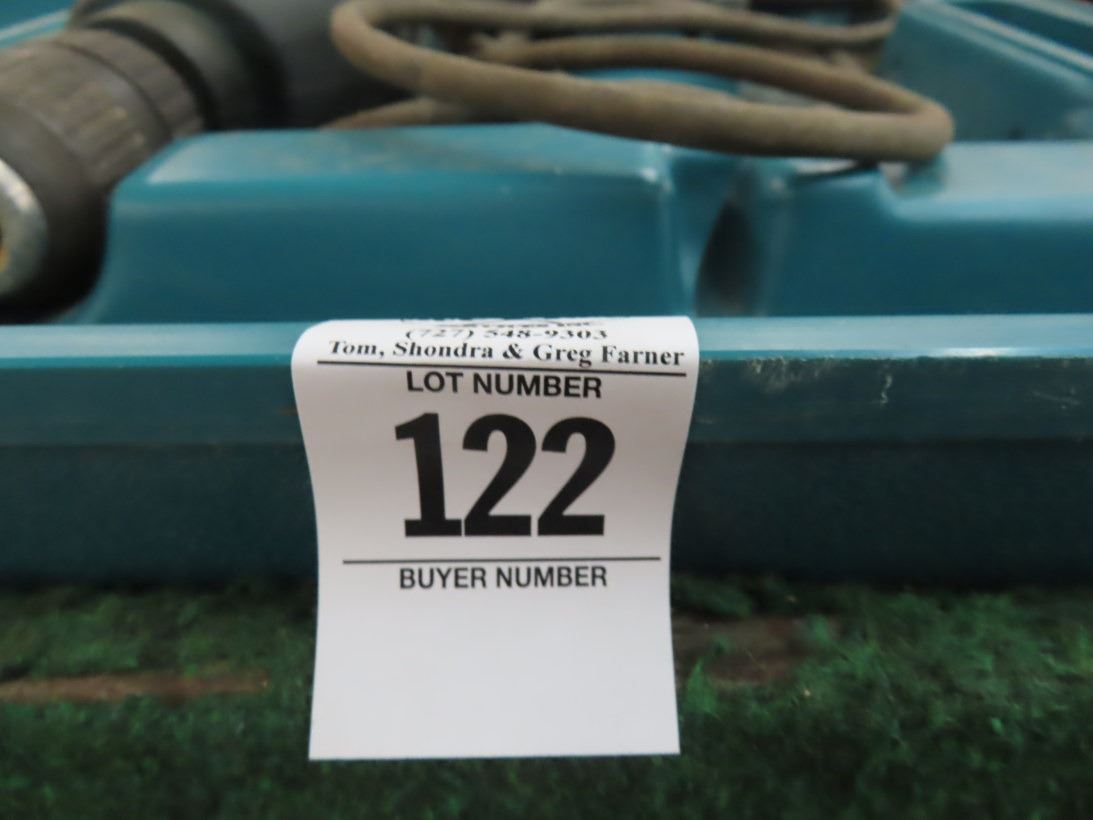 (727) 548-9303
Tom, Shondra & Greg Farner
LOT NUMBER
122
BUYER NUMBER